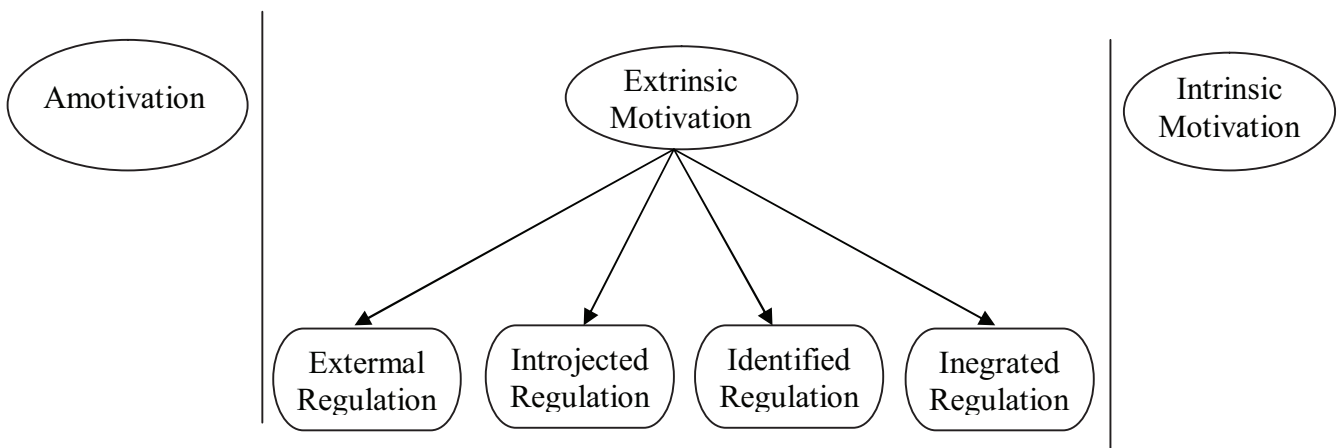 Amotivation
Extrinsic
Motivation
Intrinsic
Motivation
Extermal
Regulation
Introjected
Regulation
Identified
Regulation
Inegrated
Regulation